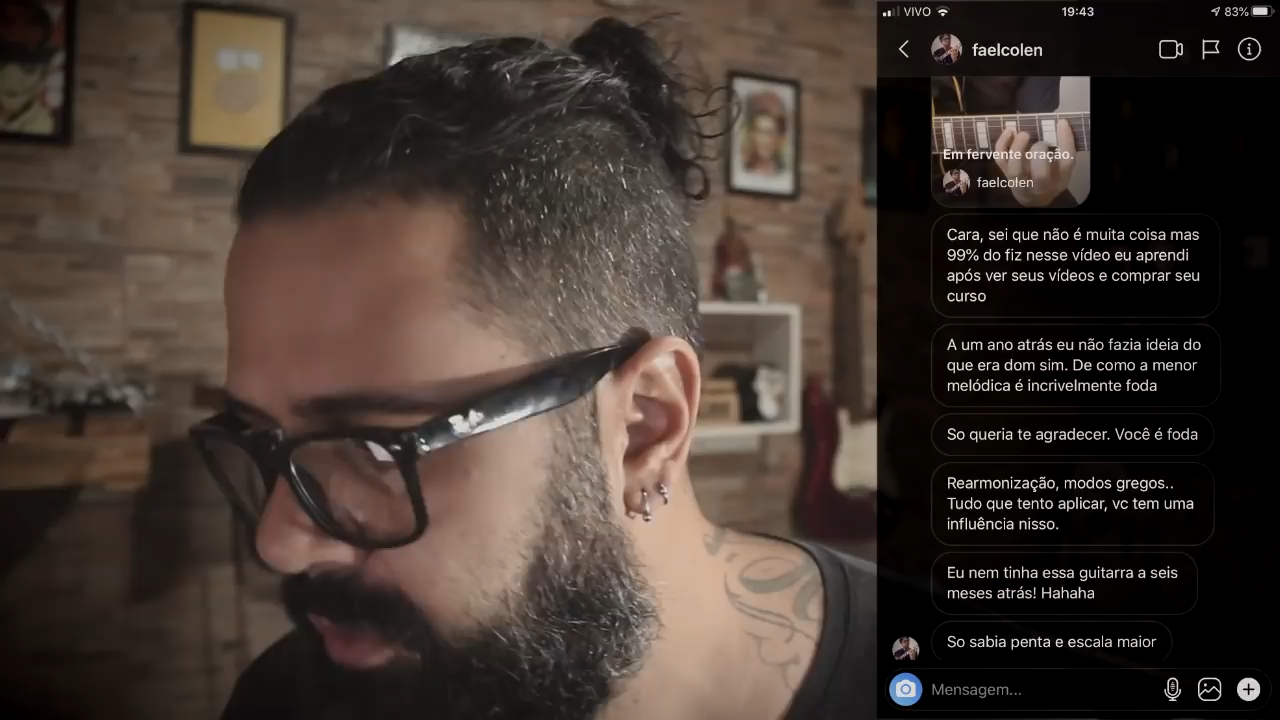 VIVO
19:43
83%
faelcolen
Em fervente oração.
faelcolen
Cara, sei que não é muita coisa mas
99% do fiz nesse vídeo eu aprendi
após ver seus vídeos e comprar seu
curso
A um ano atrás eu não fazia ideia do
que era dom sim. De como a menor
melódica é incrivelmente foda
So queria te agradecer. Você é foda
Rearmonização, modos gregos..
Tudo que tento aplicar, vc tem uma
influência nisso.
Eu nem tinha essa guitarra a seis
meses atrás! Hahaha
So sabia penta e escala maior
Mensagem...